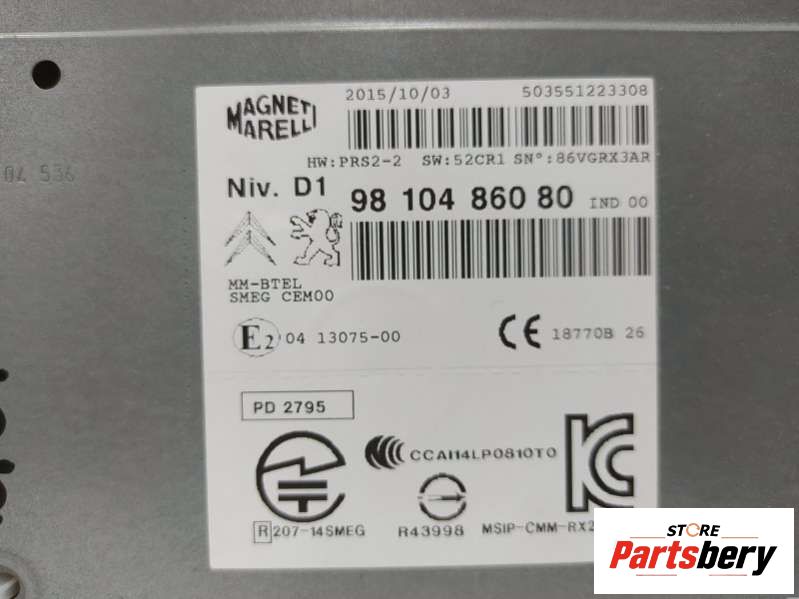 04 536
MAGNETI
MARELLI
2015/10/03 503551223308
HW:PRS2-2 SW:52CR1 SN°:86VGRX3AR
Niv. D1
98 104 860 80 IND 00
MM-BTEL
SMEG CEM00
E2 04 13075-00
CE 18770B 26
PD 2795
CCAI14LP0810T0
R 207-14SMEG
R43998
MSIP-CMM-RX2
STORE
Partsbery